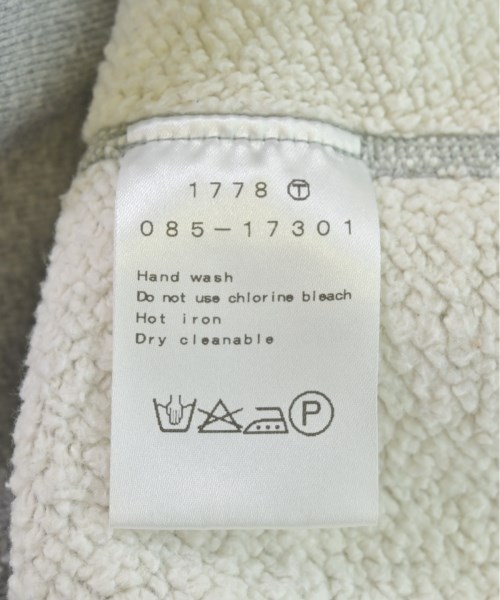 1778 Ⓣ
085-17301
Hand wash
Do not use chlorine bleach
Hot iron
Dry cleanable
P